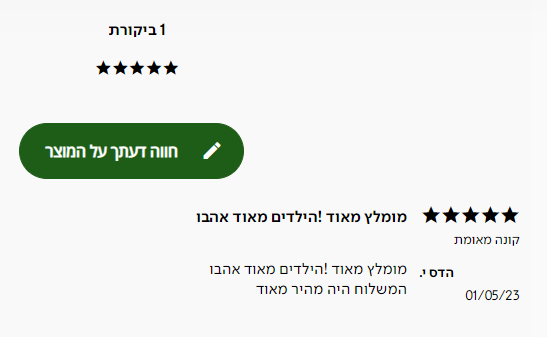 1 ביקורת
חווה דעתך על המוצר
מומלץ מאוד !הילדים מאוד אהבו
קונה מאומת
הדס י.
01/05/23
מומלץ מאוד !הילדים מאוד אהבו
המשלוח היה מהיר מאוד